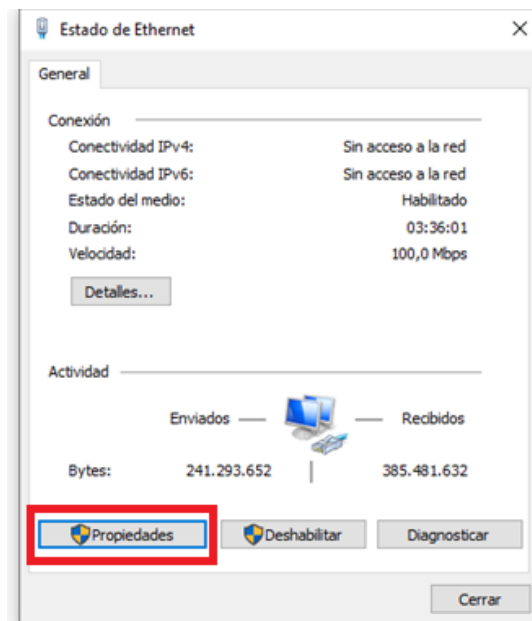 Estado de Ethernet
General
Conexión
Conectividad IPv4: Sin acceso a la red
Conectividad IPv6: Sin acceso a la red
Estado del medio: Habilitado
Duración: 03:36:01
Velocidad: 100,0 Mbps
Detalles...
Actividad
Enviados Recibidos
Bytes: 241.293.652 385.481.632
Propiedades Deshabilitar Diagnosticar
Cerrar